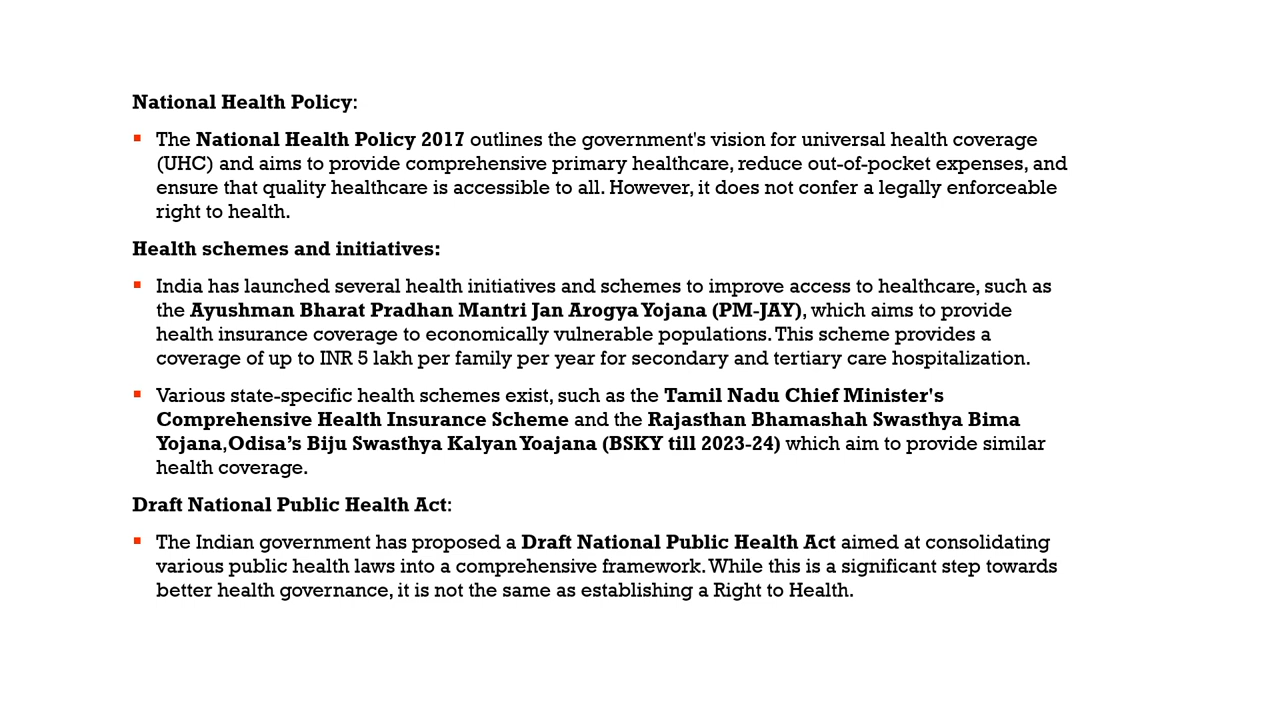 National Health Policy:
▪ The National Health Policy 2017 outlines the government's vision for universal health coverage
(UHC) and aims to provide comprehensive primary healthcare, reduce out-of-pocket expenses, and
ensure that quality healthcare is accessible to all. However, it does not confer a legally enforceable
right to health.
Health schemes and initiatives:
▪ India has launched several health initiatives and schemes to improve access to healthcare, such as
the Ayushman Bharat Pradhan Mantri Jan Arogya Yojana (PM-JAY), which aims to provide
health insurance coverage to economically vulnerable populations. This scheme provides a
coverage of up to INR 5 lakh per family per year for secondary and tertiary care hospitalization.
▪ Various state-specific health schemes exist, such as the Tamil Nadu Chief Minister's
Comprehensive Health Insurance Scheme and the Rajasthan Bhamashah Swasthya Bima
Yojana,Odisa’s Biju Swasthya Kalyan Yoajana (BSKY till 2023-24) which aim to provide similar
health coverage.
Draft National Public Health Act:
▪ The Indian government has proposed a Draft National Public Health Act aimed at consolidating
various public health laws into a comprehensive framework. While this is a significant step towards
better health governance, it is not the same as establishing a Right to Health.